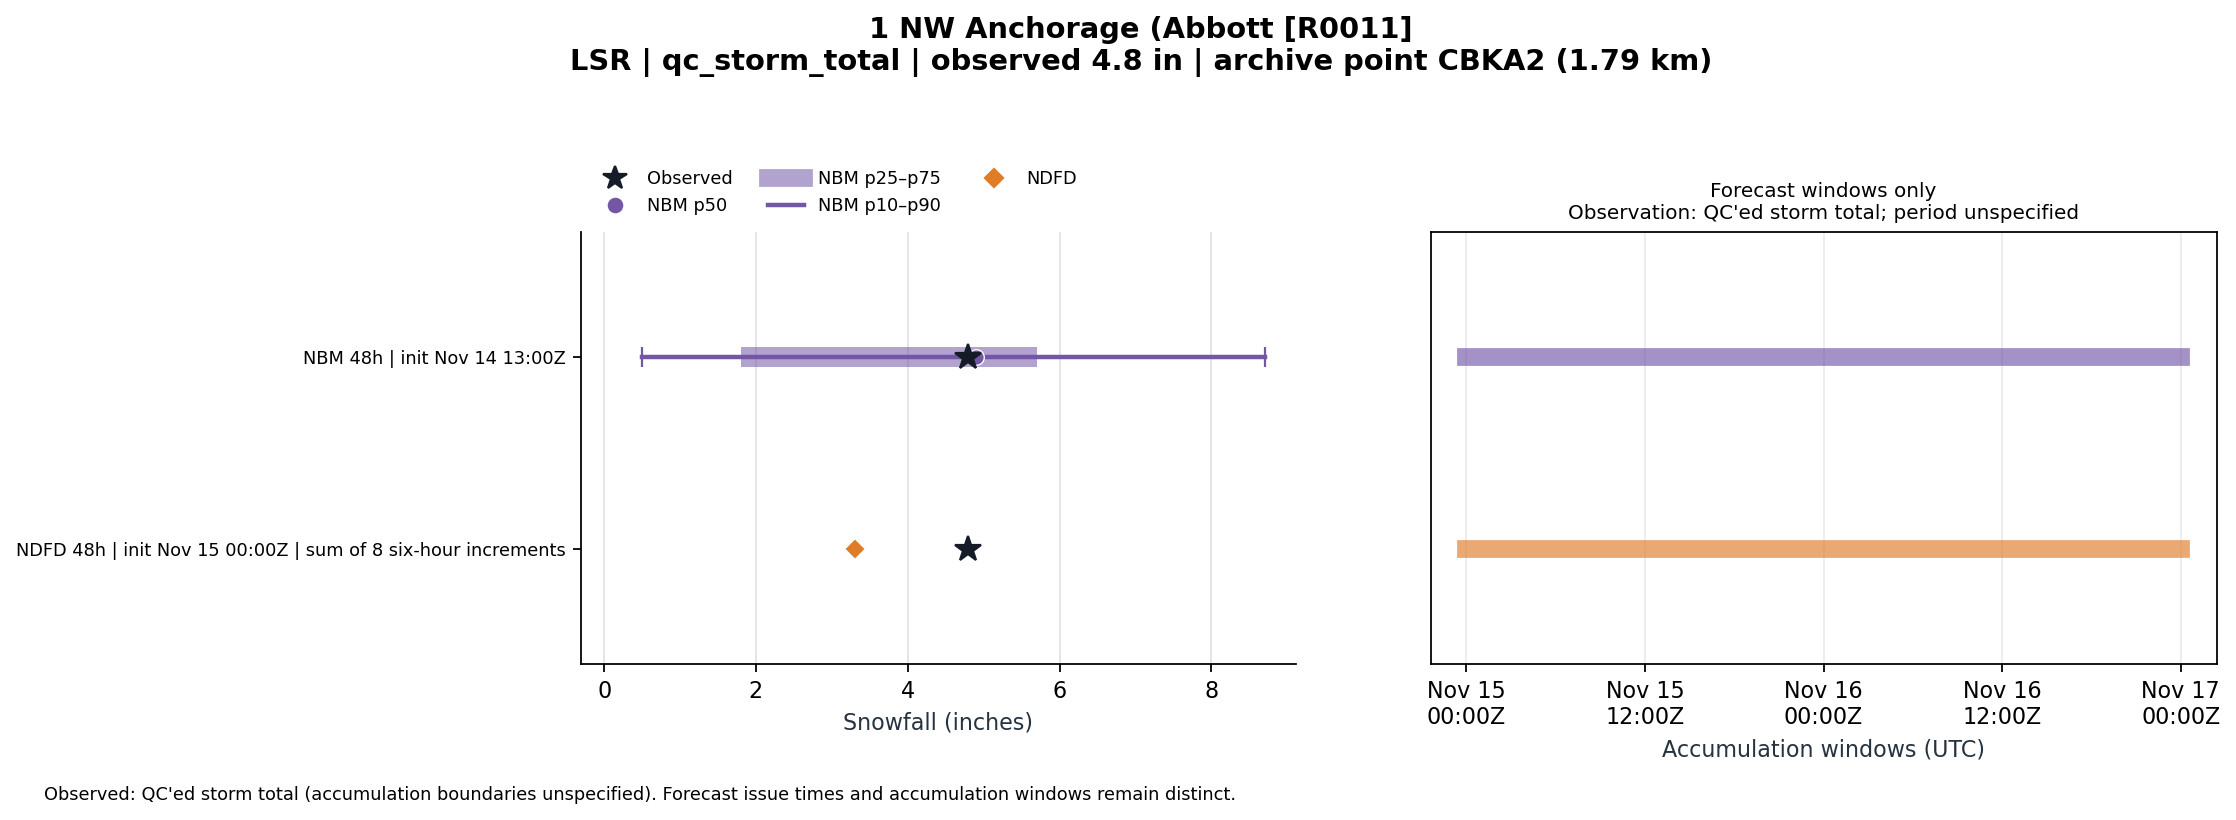 1 NW Anchorage (Abbott [R0011]
LSR | qc_storm_total | observed 4.8 in | archive point CBKA2 (1.79 km)
Observed
NBM p50
NBM p25–p75
NBM p10–p90
NDFD
Forecast windows only
Observation: QC'ed storm total; period unspecified
NBM 48h | init Nov 14 13:00Z
NDFD 48h | init Nov 15 00:00Z | sum of 8 six-hour increments
0 2 4 6 8
Snowfall (inches)
Nov 15 Nov 15 Nov 16 Nov 16 Nov 17
00:00Z 12:00Z 00:00Z 12:00Z 00:00Z
Accumulation windows (UTC)
Observed: QC'ed storm total (accumulation boundaries unspecified). Forecast issue times and accumulation windows remain distinct.